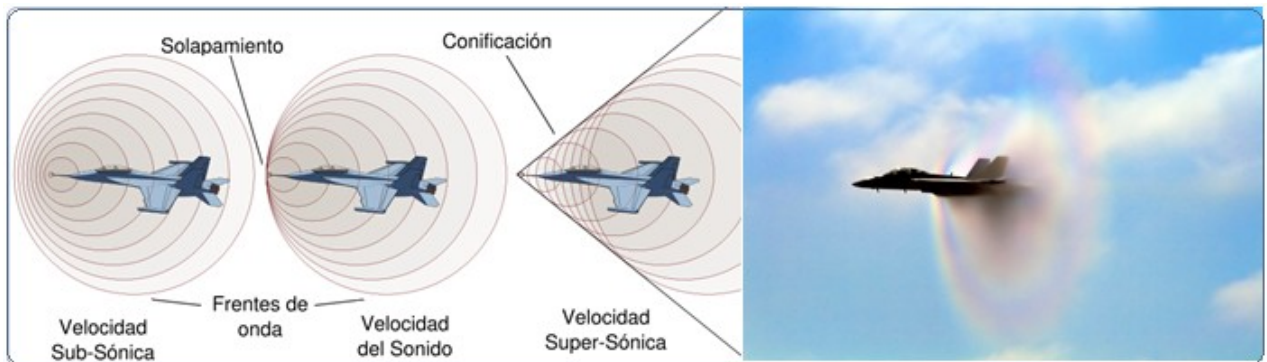 Solapamiento
Conificación
Frentes de
onda
Velocidad
Sub-Sónica
Velocidad
del Sonido
Velocidad
Super-Sónica